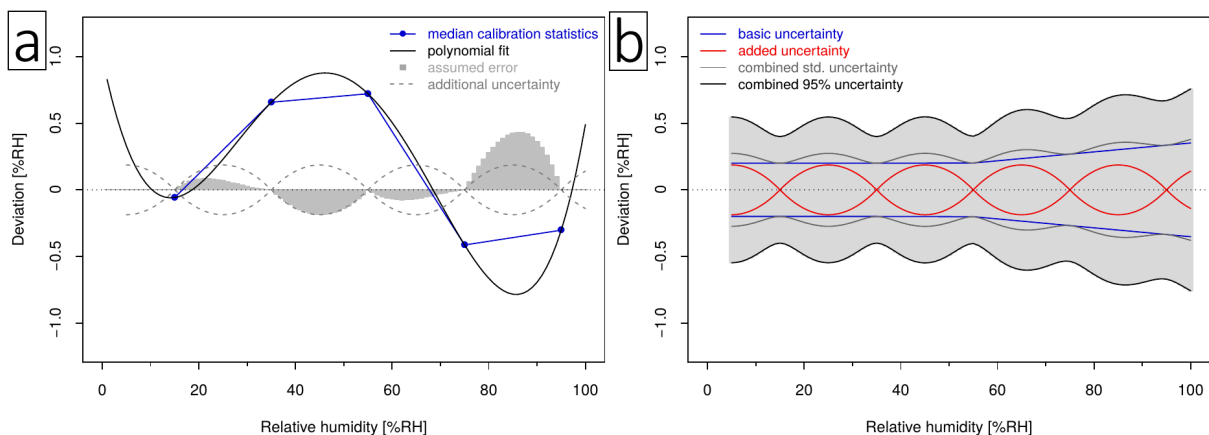 a
median calibration statistics
polynomial fit
assumed error
additional uncertainty
Deviation [%RH]
1.0
0.5
0
−0.5
−1.0
0 20 40 60 80 100
Relative humidity [%RH]
b
basic uncertainty
added uncertainty
combined std. uncertainty
combined 95% uncertainty
Deviation [%RH]
1.0
0.5
0
−0.5
−1.0
0 20 40 60 80 100
Relative humidity [%RH]